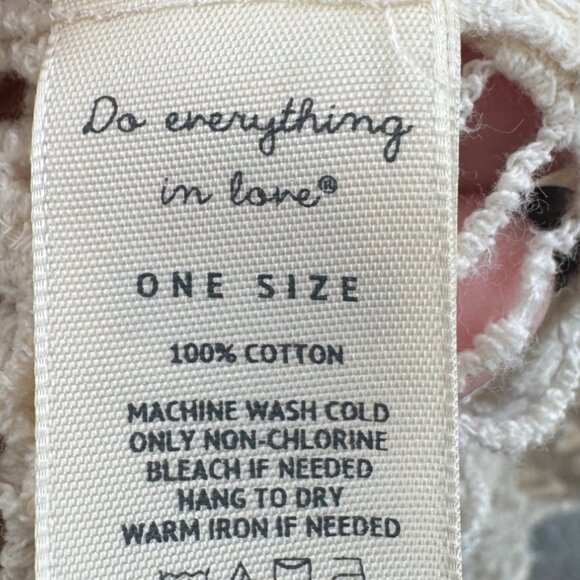 Do everything
in love®
ONE SIZE
100% COTTON
MACHINE WASH COLD
ONLY NON-CHLORINE
BLEACH IF NEEDED
HANG TO DRY
WARM IRON IF NEEDED